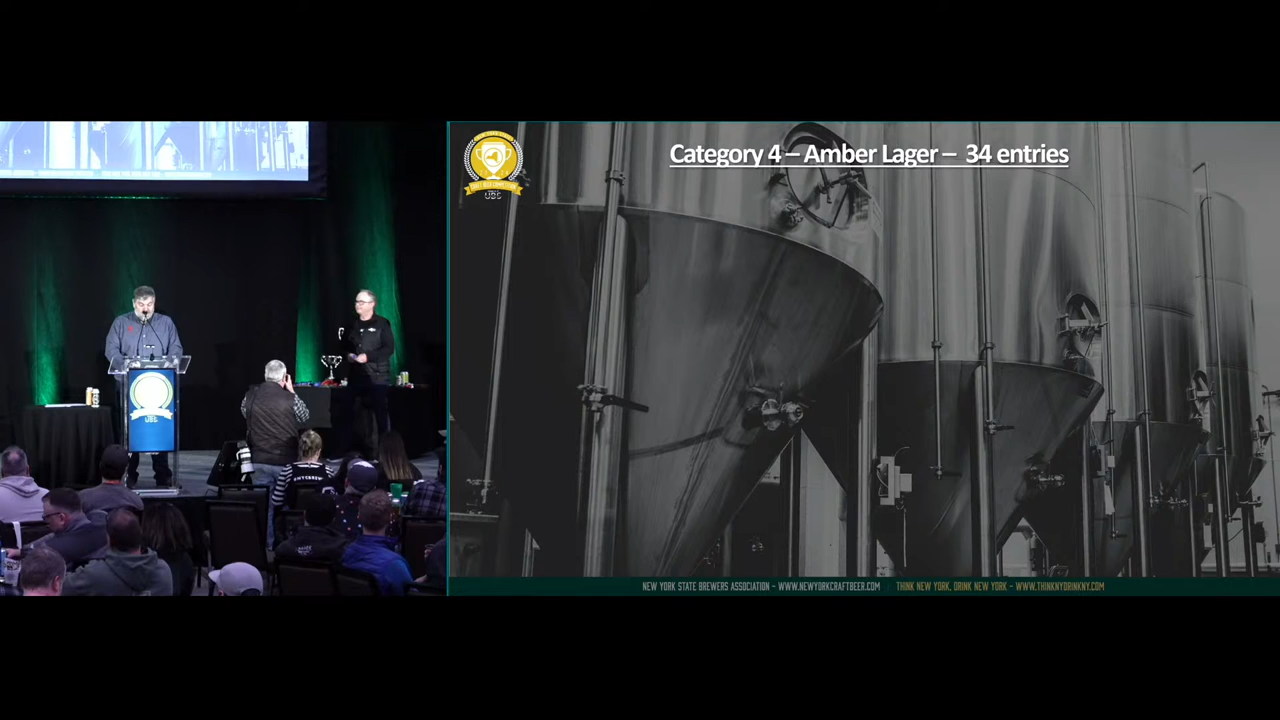 Category 4 – Amber Lager – 34 entries
NEW YORK STATE BREWERS ASSOCIATION – WWW.NEWYORKCRAFTBEER.COM THINK NEW YORK, DRINK NEW YORK – WWW.THINKNYDRINKNY.COM